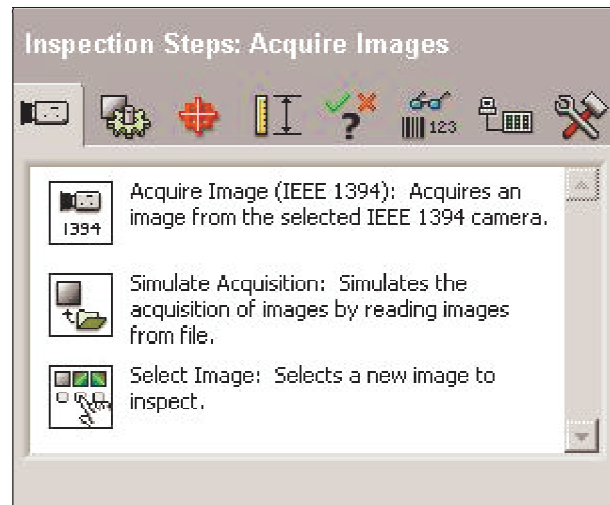 Inspection Steps: Acquire Images
?
123
Acquire Image (IEEE 1394): Acquires an
image from the selected IEEE 1394 camera.
1394
Simulate Acquisition: Simulates the
acquisition of images by reading images
from file.
Select Image: Selects a new image to
inspect.